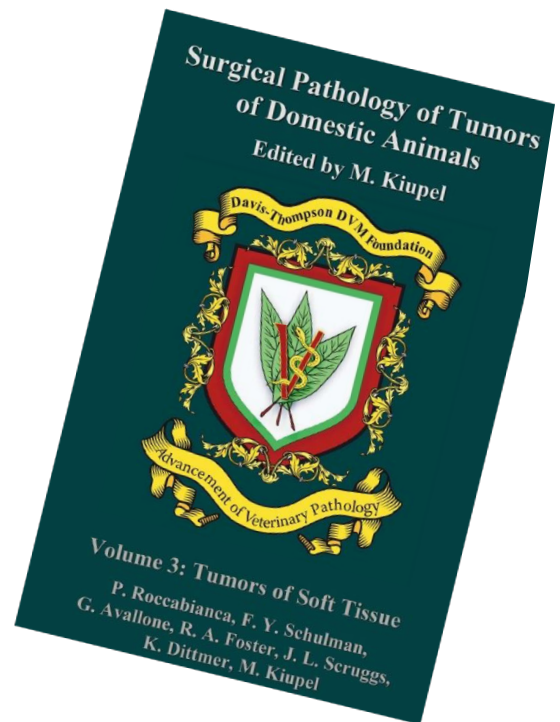 Surgical Pathology of Tumors
of Domestic Animals
Edited by M. Kiupel
Davis-Thompson DVM Foundation
Advancement of Veterinary Pathology
Volume 3: Tumors of Soft Tissue
P. Roccabianca, F. Y. Schulman,
G. Avallone, R. A. Foster, J. L. Scruggs,
K. Dittmer, M. Kiupel